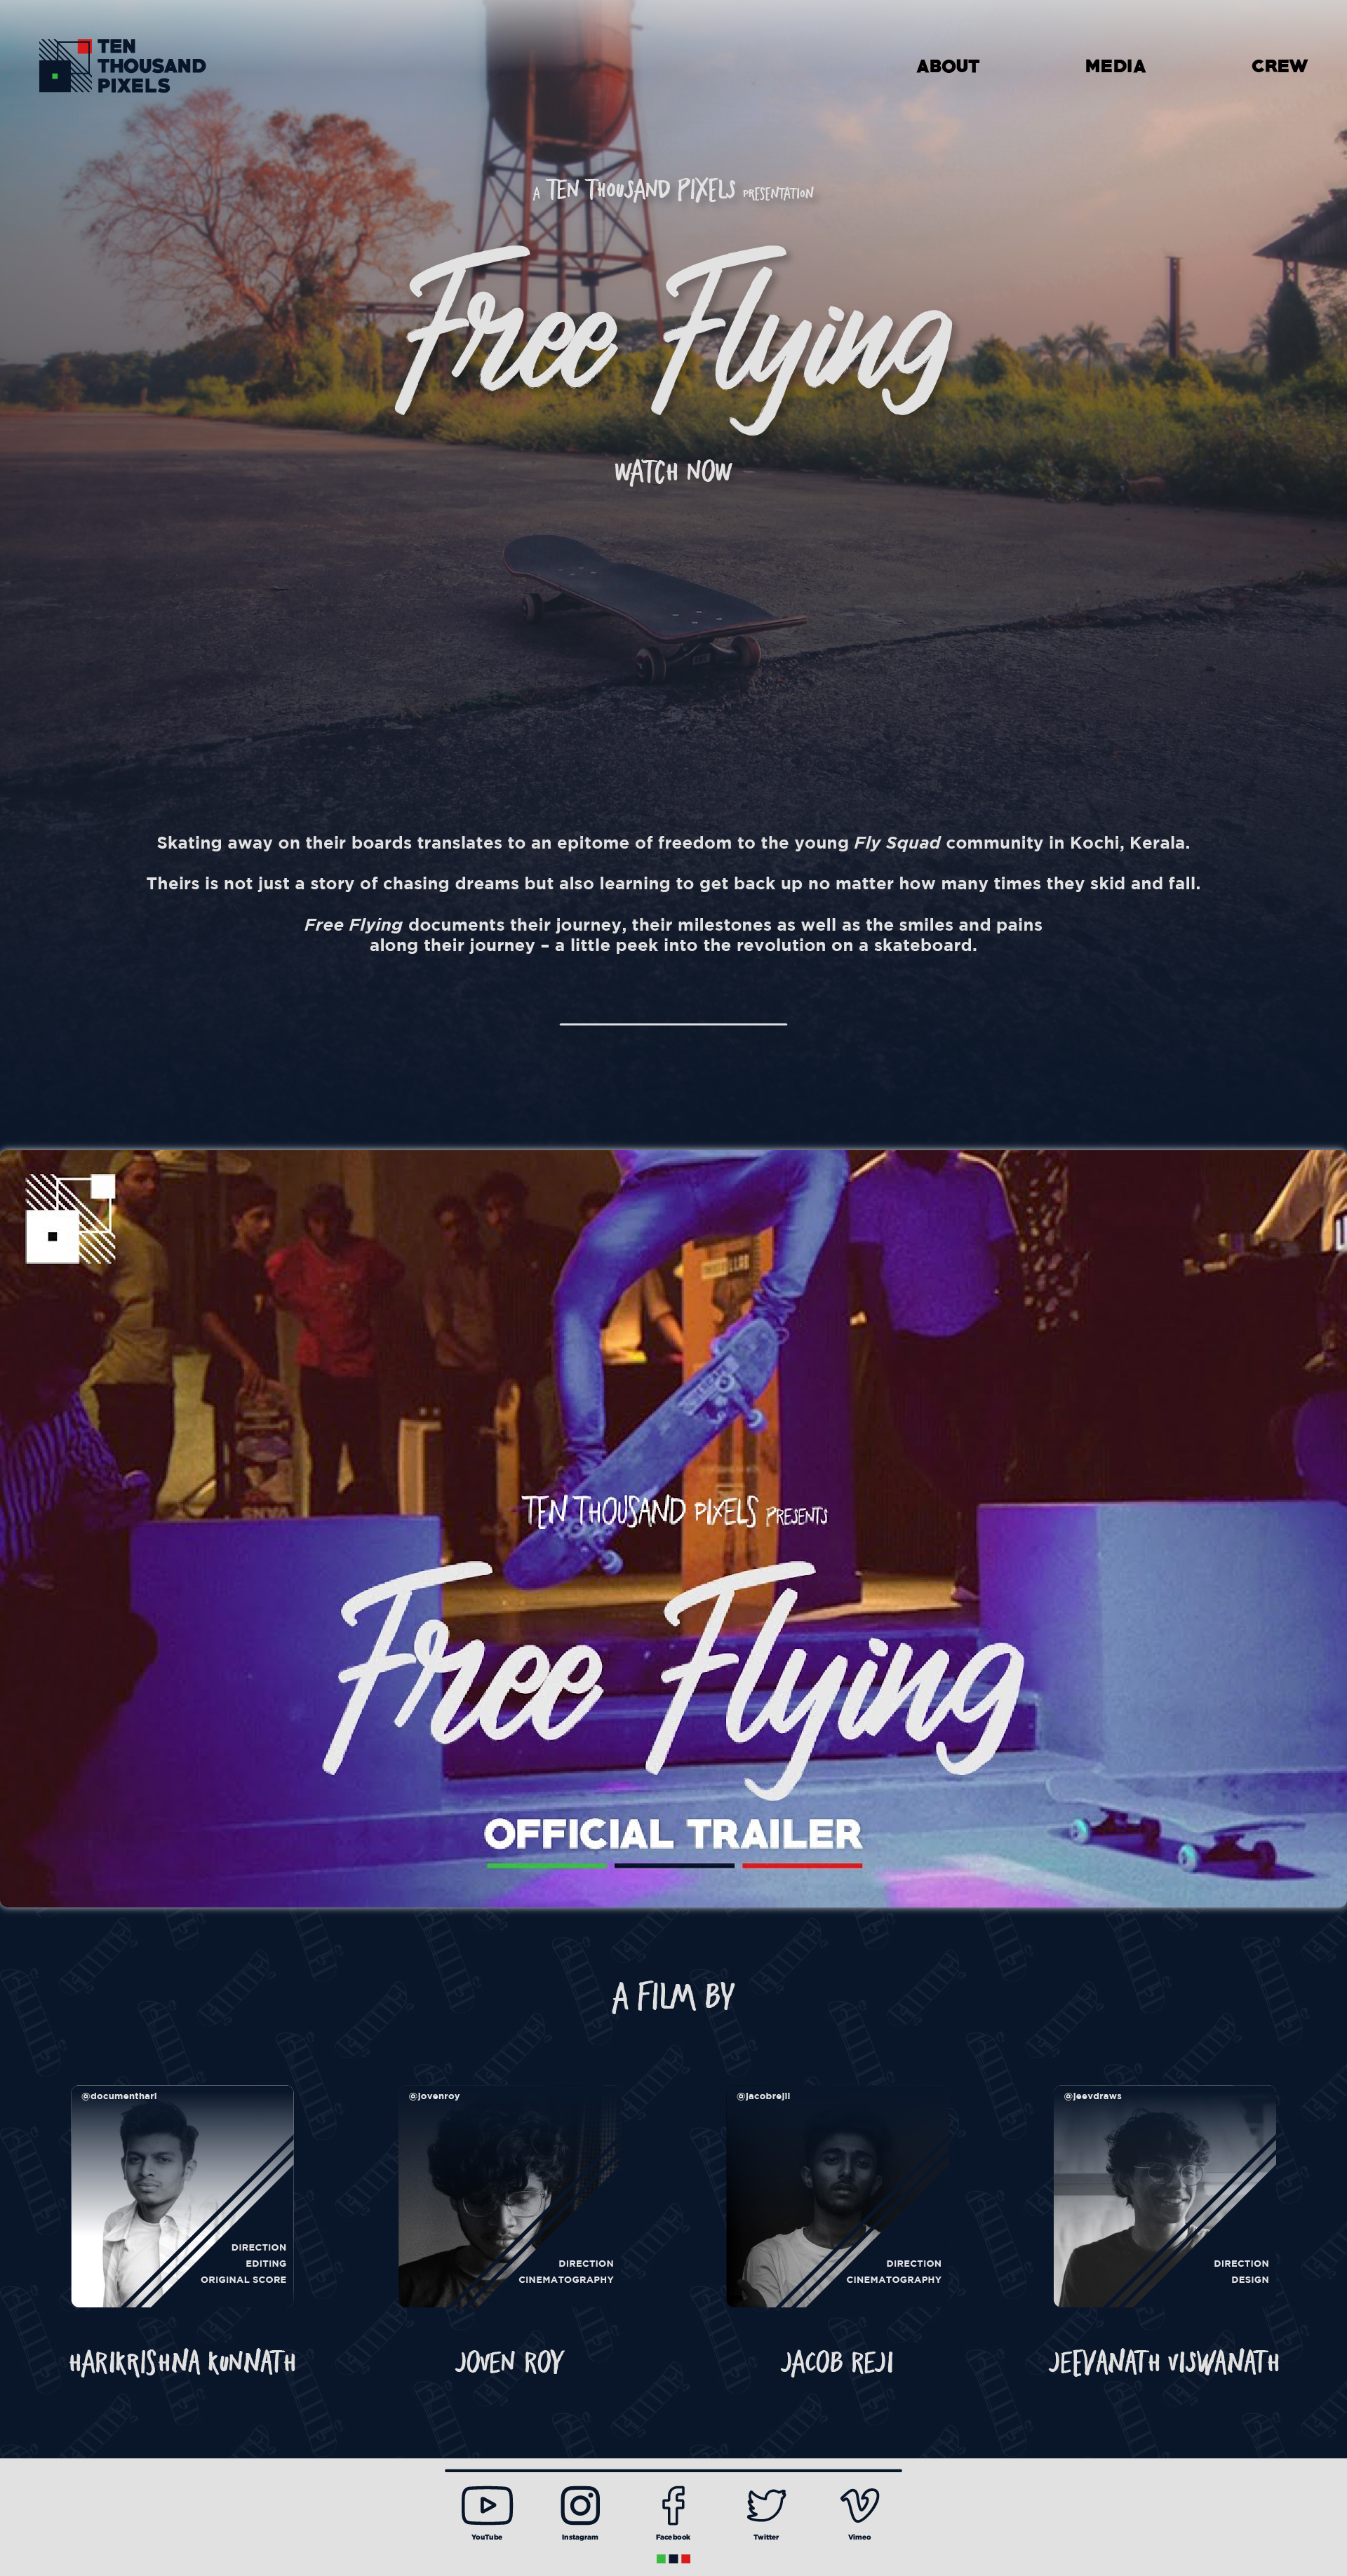 TEN
THOUSAND
PIXELS
ABOUT
MEDIA
CREW
A TEN THOUSAND PIXELS PRESENTATION
Free Flying
WATCH NOW
Skating away on their boards translates to an epitome of freedom to the young Fly Squad community in Kochi, Kerala.
Theirs is not just a story of chasing dreams but also learning to get back up no matter how many times they skid and fall.
Free Flying documents their journey, their milestones as well as the smiles and pains
along their journey – a little peek into the revolution on a skateboard.
TEN THOUSAND PIXELS PRESENTS
Free Flying
OFFICIAL TRAILER
A FILM BY
@documenthari
DIRECTION
EDITING
ORIGINAL SCORE
HARIKRISHNA KUNNATH
@jovenroy
DIRECTION
CINEMATOGRAPHY
JOVEN ROY
@jacobrejii
DIRECTION
CINEMATOGRAPHY
JACOB REJI
@jeevdraws
DIRECTION
DESIGN
JEEVANATH VISWANATH
YouTube
Instagram
Facebook
Twitter
Vimeo